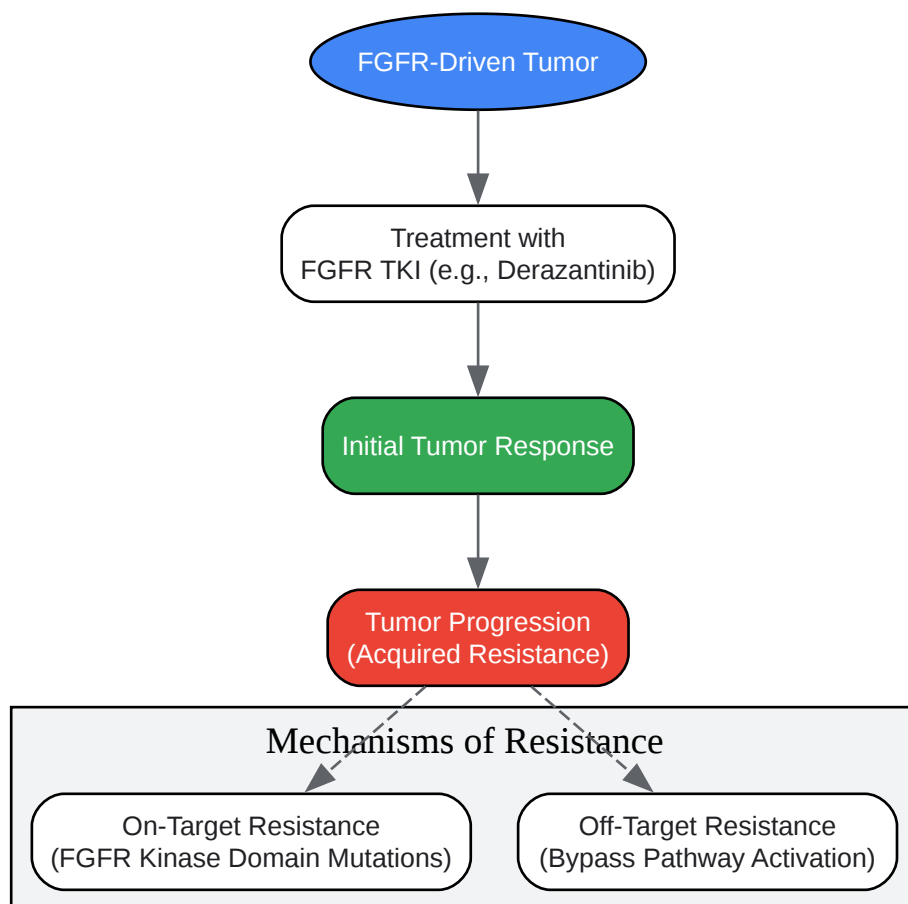 FGFR-Driven Tumor
Treatment with
FGFR TKI (e.g., Derazantinib)
Initial Tumor Response
Tumor Progression
(Acquired Resistance)
Mechanisms of Resistance
On-Target Resistance
(FGFR Kinase Domain Mutations)
Off-Target Resistance
(Bypass Pathway Activation)